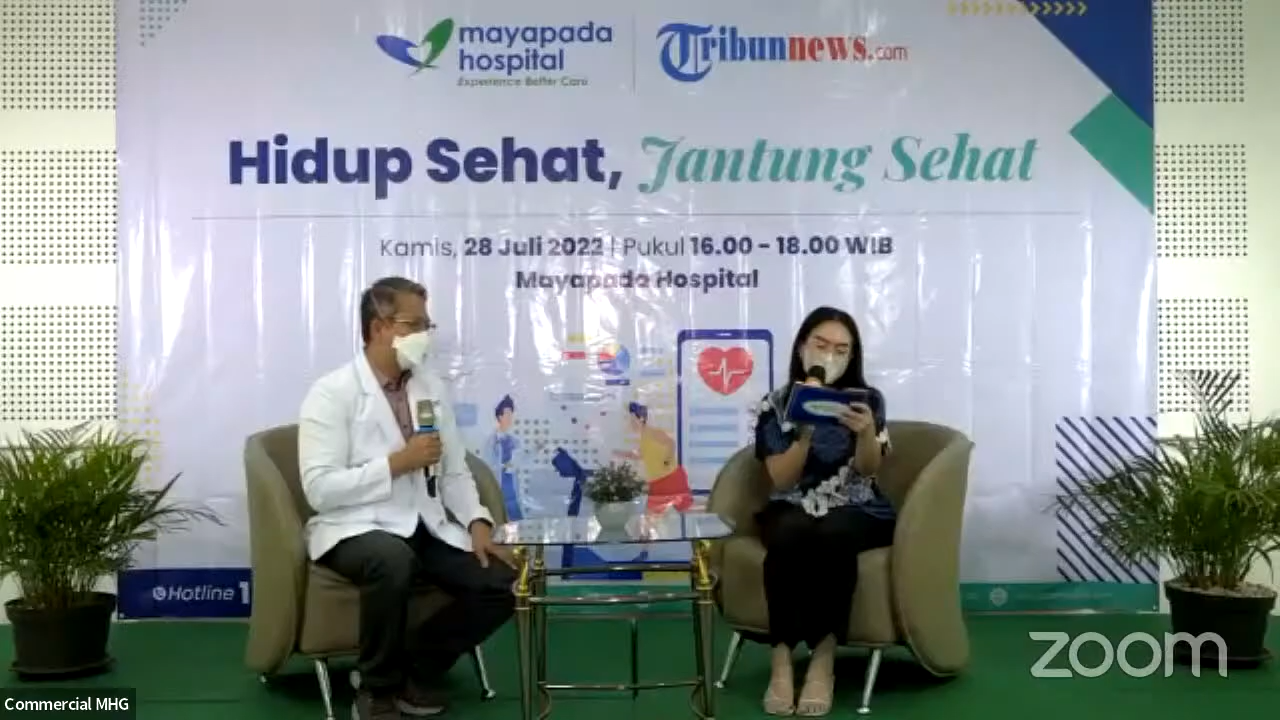 mayapada
hospital
Experience Better Care
Tribunnews.com
Hidup Sehat, Jantung Sehat
Kamis, 28 Juli 2022 | Pukul 16.00 - 18.00 WIB
Mayapada Hospital
Hotline 1
zoom
Commercial MHG